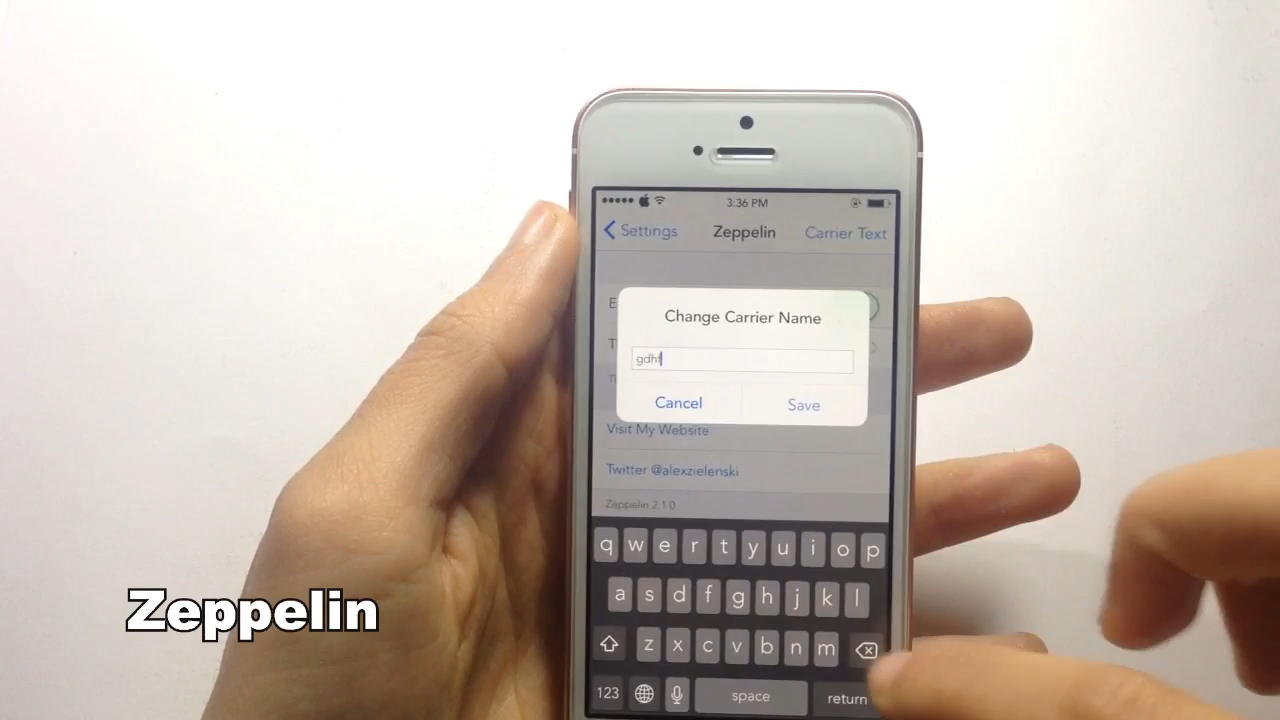 3:36 PM
Settings Zeppelin Carrier Text
Change Carrier Name
gdhf
Cancel Save
Visit My Website
Twitter @alexzielenski
Zeppelin 2.1.0
q w e r t y u i o p
a s d f g h j k l
z x c v b n m
123 space return
Zeppelin